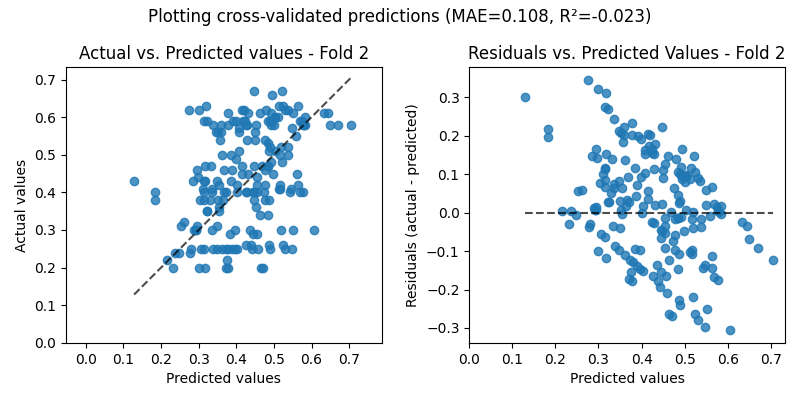 Plotting cross-validated predictions (MAE=0.108, R²=-0.023)
Actual vs. Predicted values - Fold 2
Residuals vs. Predicted Values - Fold 2
Actual values
0.7
0.6
0.5
0.4
0.3
0.2
0.1
0.0
0.0 0.1 0.2 0.3 0.4 0.5 0.6 0.7
Predicted values
Residuals (actual - predicted)
0.3
0.2
0.1
0.0
−0.1
−0.2
−0.3
0.0 0.1 0.2 0.3 0.4 0.5 0.6 0.7
Predicted values